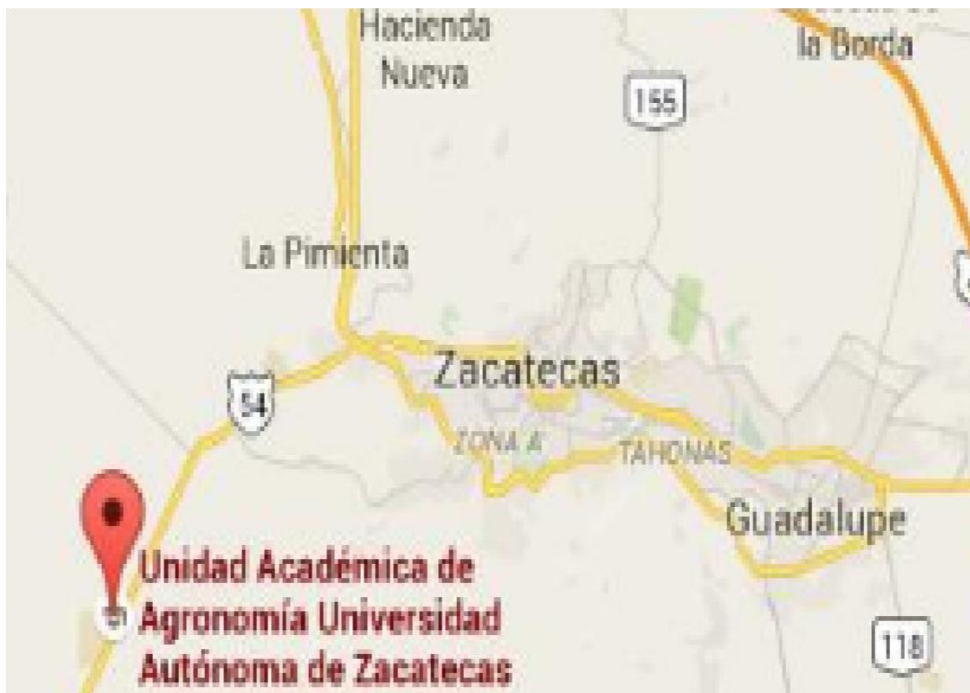 Hacienda
Nueva
la Borda
155
La Pimienta
Zacatecas
54
ZONA A
TAHONAS
Guadalupe
Unidad Académica de
Agronomía Universidad
Autónoma de Zacatecas
118